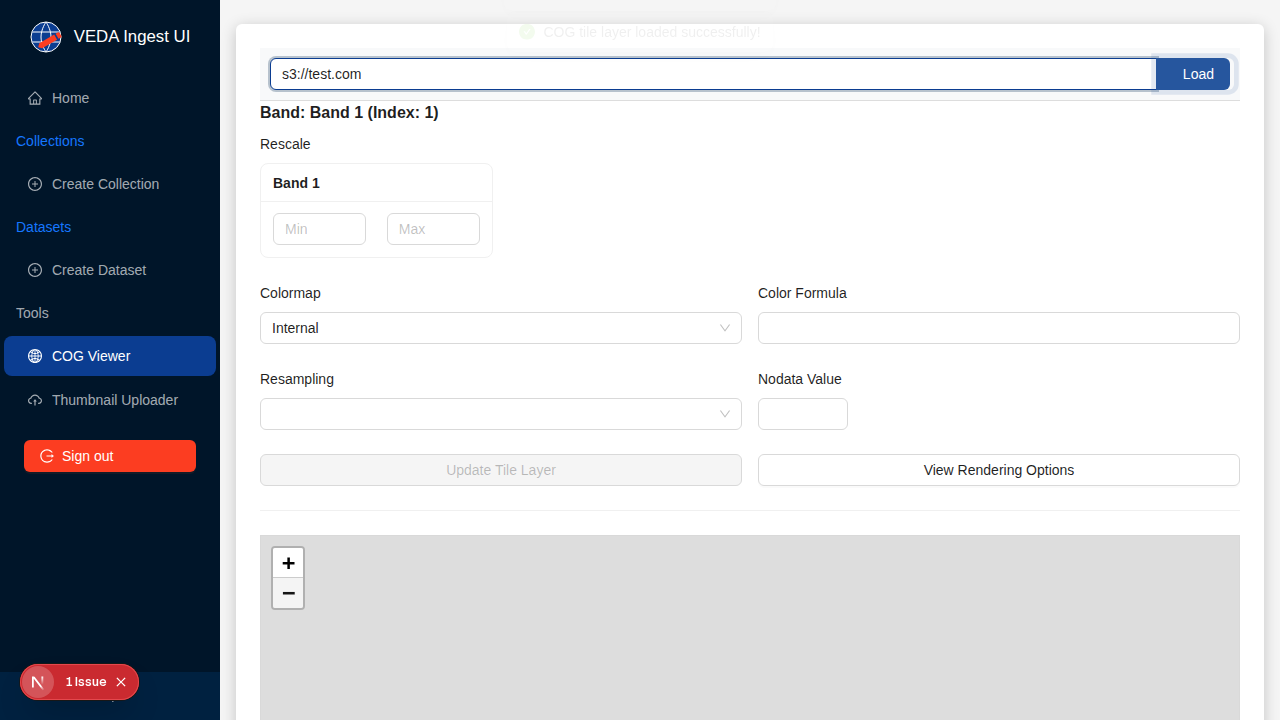 VEDA Ingest UI
Home
Collections
Create Collection
Datasets
Create Dataset
Tools
COG Viewer
Thumbnail Uploader
Sign out
1 Issue
COG tile layer loaded successfully!
s3://test.com
Load
Band: Band 1 (Index: 1)
Rescale
Band 1
Min
Max
Colormap
Color Formula
Internal
Resampling
Nodata Value
Update Tile Layer
View Rendering Options
+
−